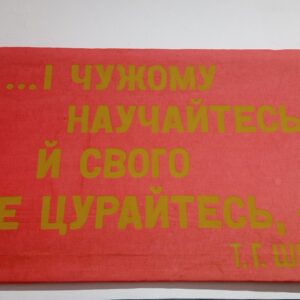 ...І ЧУЖОМУ
НАУЧАЙТЕСЬ
Й СВОГО
ЦУРАЙТЕСЬ,
Т. Г.